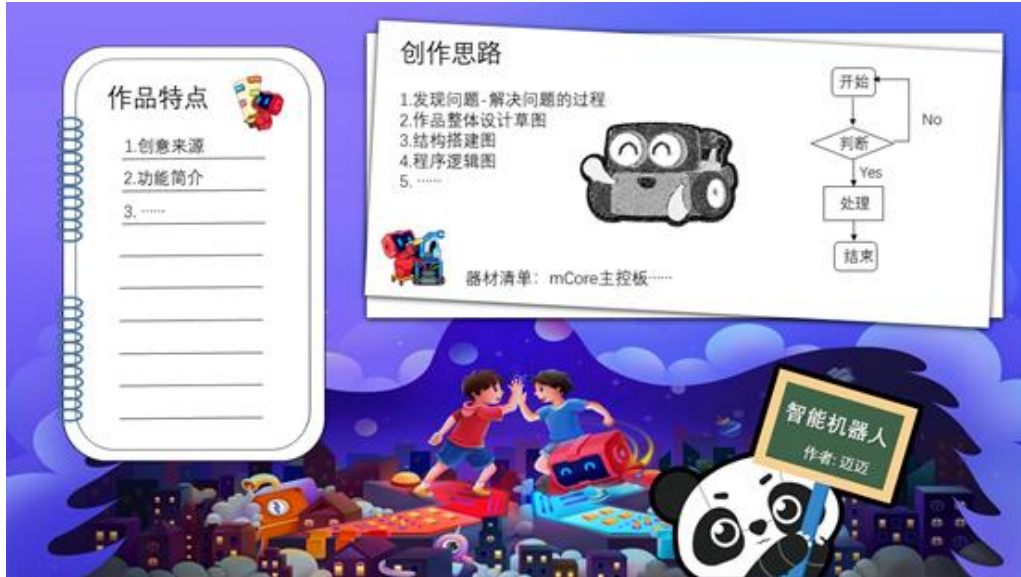 作品特点
1.创意来源
2.功能简介
3. ······
创作思路
1.发现问题-解决问题的过程
2.作品整体设计草图
3.结构搭建图
4.程序逻辑图
5. ······
器材清单：mCore主控板······
开始
No
判断
Yes
处理
结束
智能机器人
作者: 迈迈